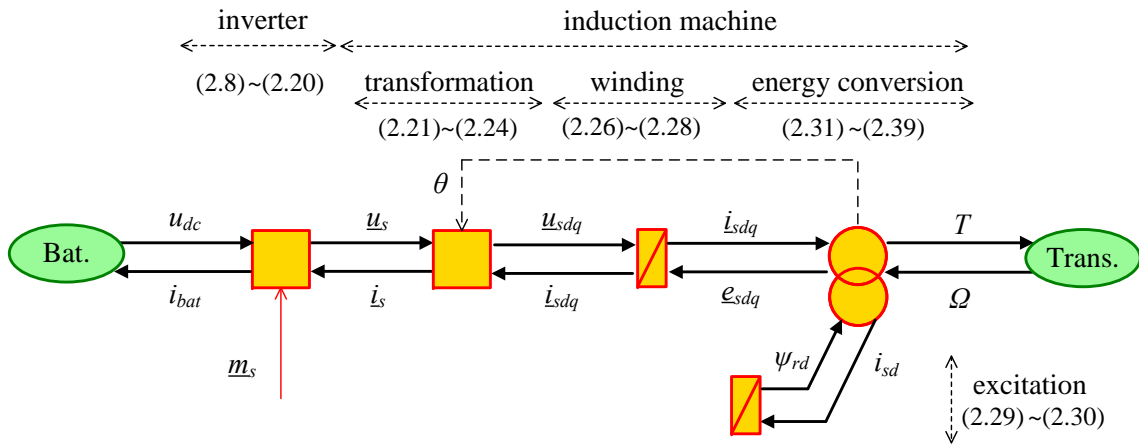 inverter
induction machine
(2.8)~(2.20)
transformation
winding
energy conversion
(2.21)~(2.24)
(2.26)~(2.28)
(2.31)~(2.39)
θ
Bat.
u_dc
u_s
u_sdq
i_sdq
T
Trans.
i_bat
i_s
i_sdq
e_sdq
Ω
m_s
ψ_rd
i_sd
excitation
(2.29)~(2.30)